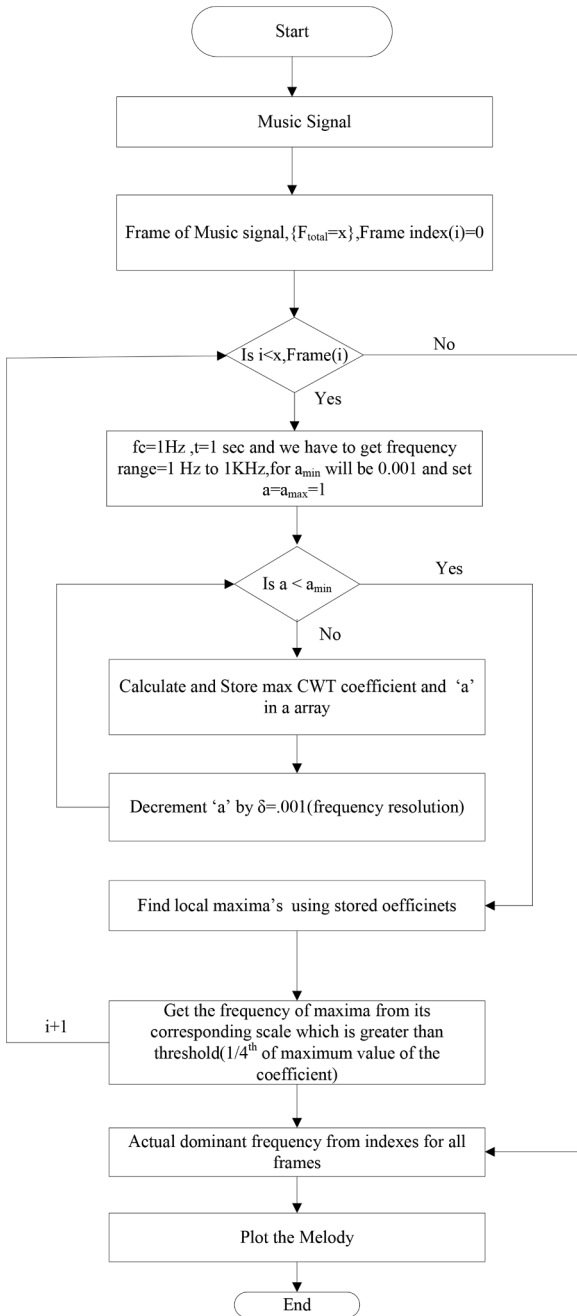 Start
Music Signal
Frame of Music signal,{Ftotal=x},Frame index(i)=0
Is i<x,Frame(i)
No
Yes
fc=1Hz ,t=1 sec and we have to get frequency
range=1 Hz to 1KHz,for amin will be 0.001 and set
a=amax=1
Is a < amin
Yes
No
Calculate and Store max CWT coefficient and ‘a’
in a array
Decrement ‘a’ by δ=.001(frequency resolution)
Find local maxima’s using stored oefficinets
i+1
Get the frequency of maxima from its
corresponding scale which is greater than
threshold(1/4th of maximum value of the
coefficient)
Actual dominant frequency from indexes for all
frames
Plot the Melody
End